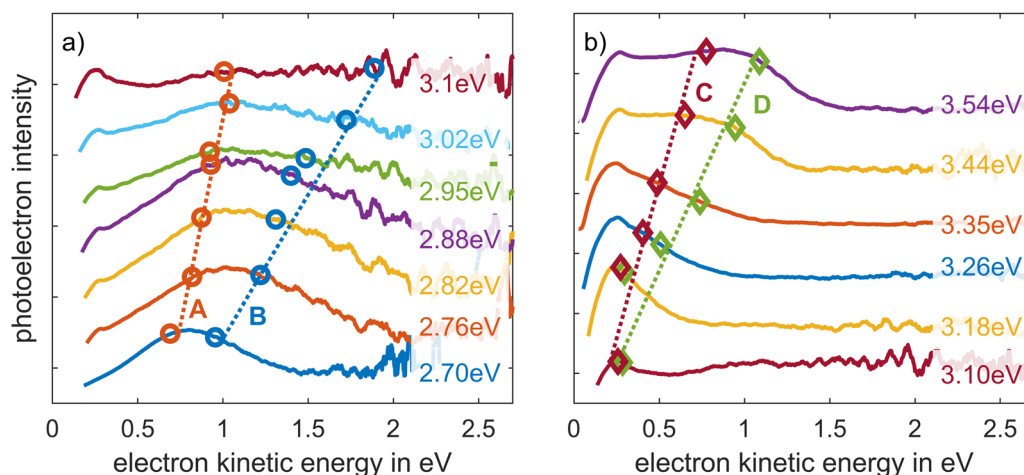 a)
photoelectron intensity
3.1eV
3.02eV
2.95eV
2.88eV
2.82eV
2.76eV
2.70eV
A
B
0 0.5 1 1.5 2 2.5
electron kinetic energy in eV
b)
C
D
3.54eV
3.44eV
3.35eV
3.26eV
3.18eV
3.10eV
0 0.5 1 1.5 2 2.5
electron kinetic energy in eV